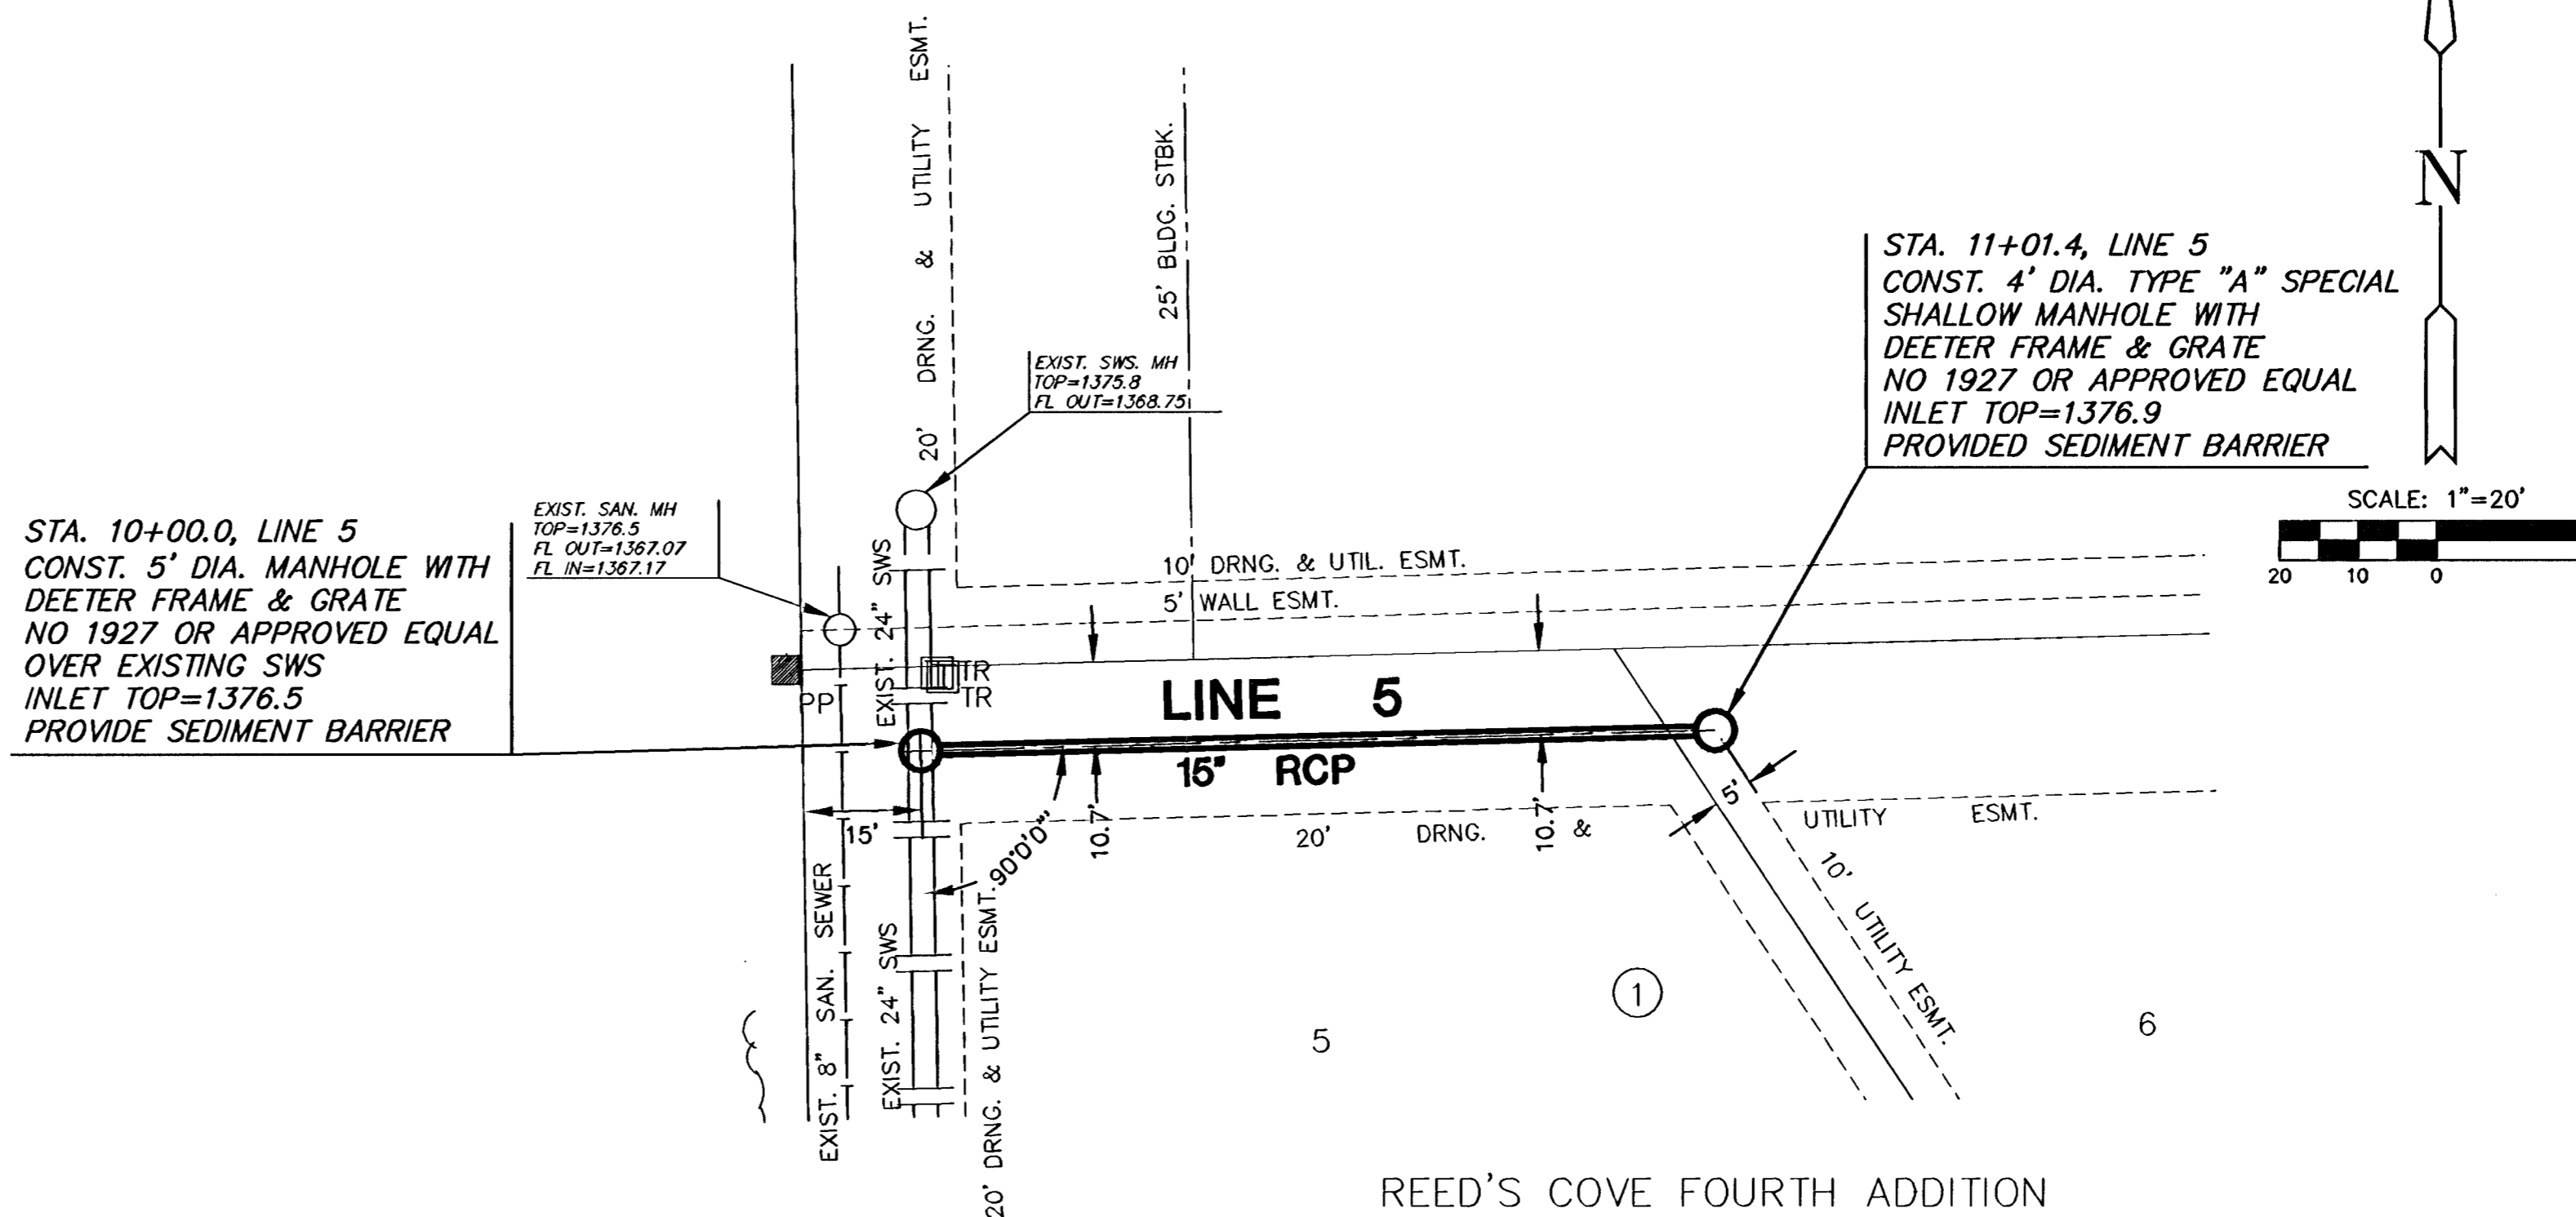 20' DRNG. & UTILITY ESMT.
25' BLDG. STBK.
N
SCALE: 1"=20'
20 10 0
STA. 11+01.4, LINE 5
CONST. 4' DIA. TYPE "A" SPECIAL
SHALLOW MANHOLE WITH
DEETER FRAME & GRATE
NO 1927 OR APPROVED EQUAL
INLET TOP=1376.9
PROVIDED SEDIMENT BARRIER
EXIST. SWS. MH
TOP=1375.8
FL OUT=1368.75
EXIST. SAN. MH
TOP=1376.5
FL OUT=1367.07
FL IN=1367.17
STA. 10+00.0, LINE 5
CONST. 5' DIA. MANHOLE WITH
DEETER FRAME & GRATE
NO 1927 OR APPROVED EQUAL
OVER EXISTING SWS
INLET TOP=1376.5
PROVIDE SEDIMENT BARRIER
EXIST. 24" SWS
10' DRNG. & UTIL. ESMT.
5' WALL ESMT.
TR
TR
PP
LINE 5
15" RCP
15'
90°0'0"
10.7'
10.7'
5'
20' DRNG. & UTILITY ESMT.
10' UTILITY ESMT.
EXIST. 8" SAN. SEWER
EXIST. 24" SWS
20' DRNG. & UTILITY ESMT.
1
5
6
REED'S COVE FOURTH ADDITION